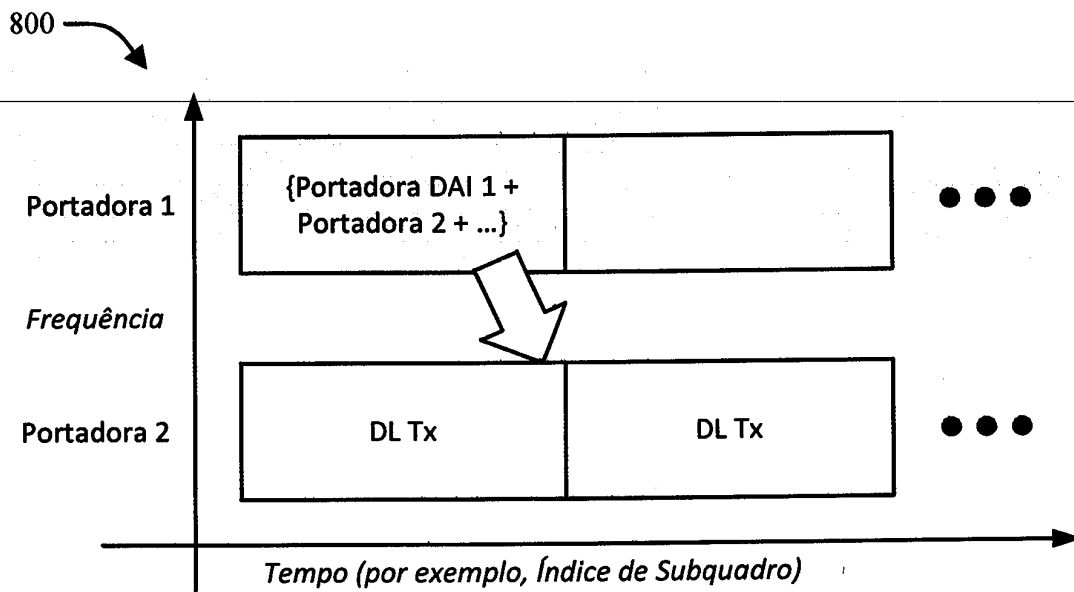 800
Portadora 1
{Portadora DAI 1 +
Portadora 2 + ...}
Frequência
Portadora 2
DL Tx
DL Tx
Tempo (por exemplo, Índice de Subquadro)